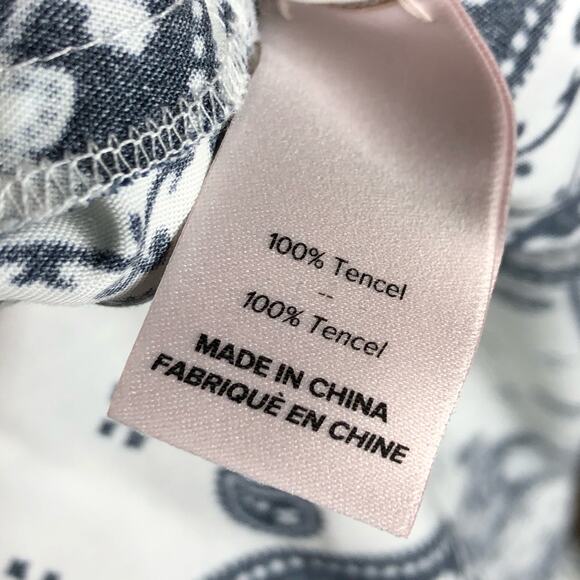 100% Tencel
--
100% Tencel
MADE IN CHINA
FABRIQUÉ EN CHINE